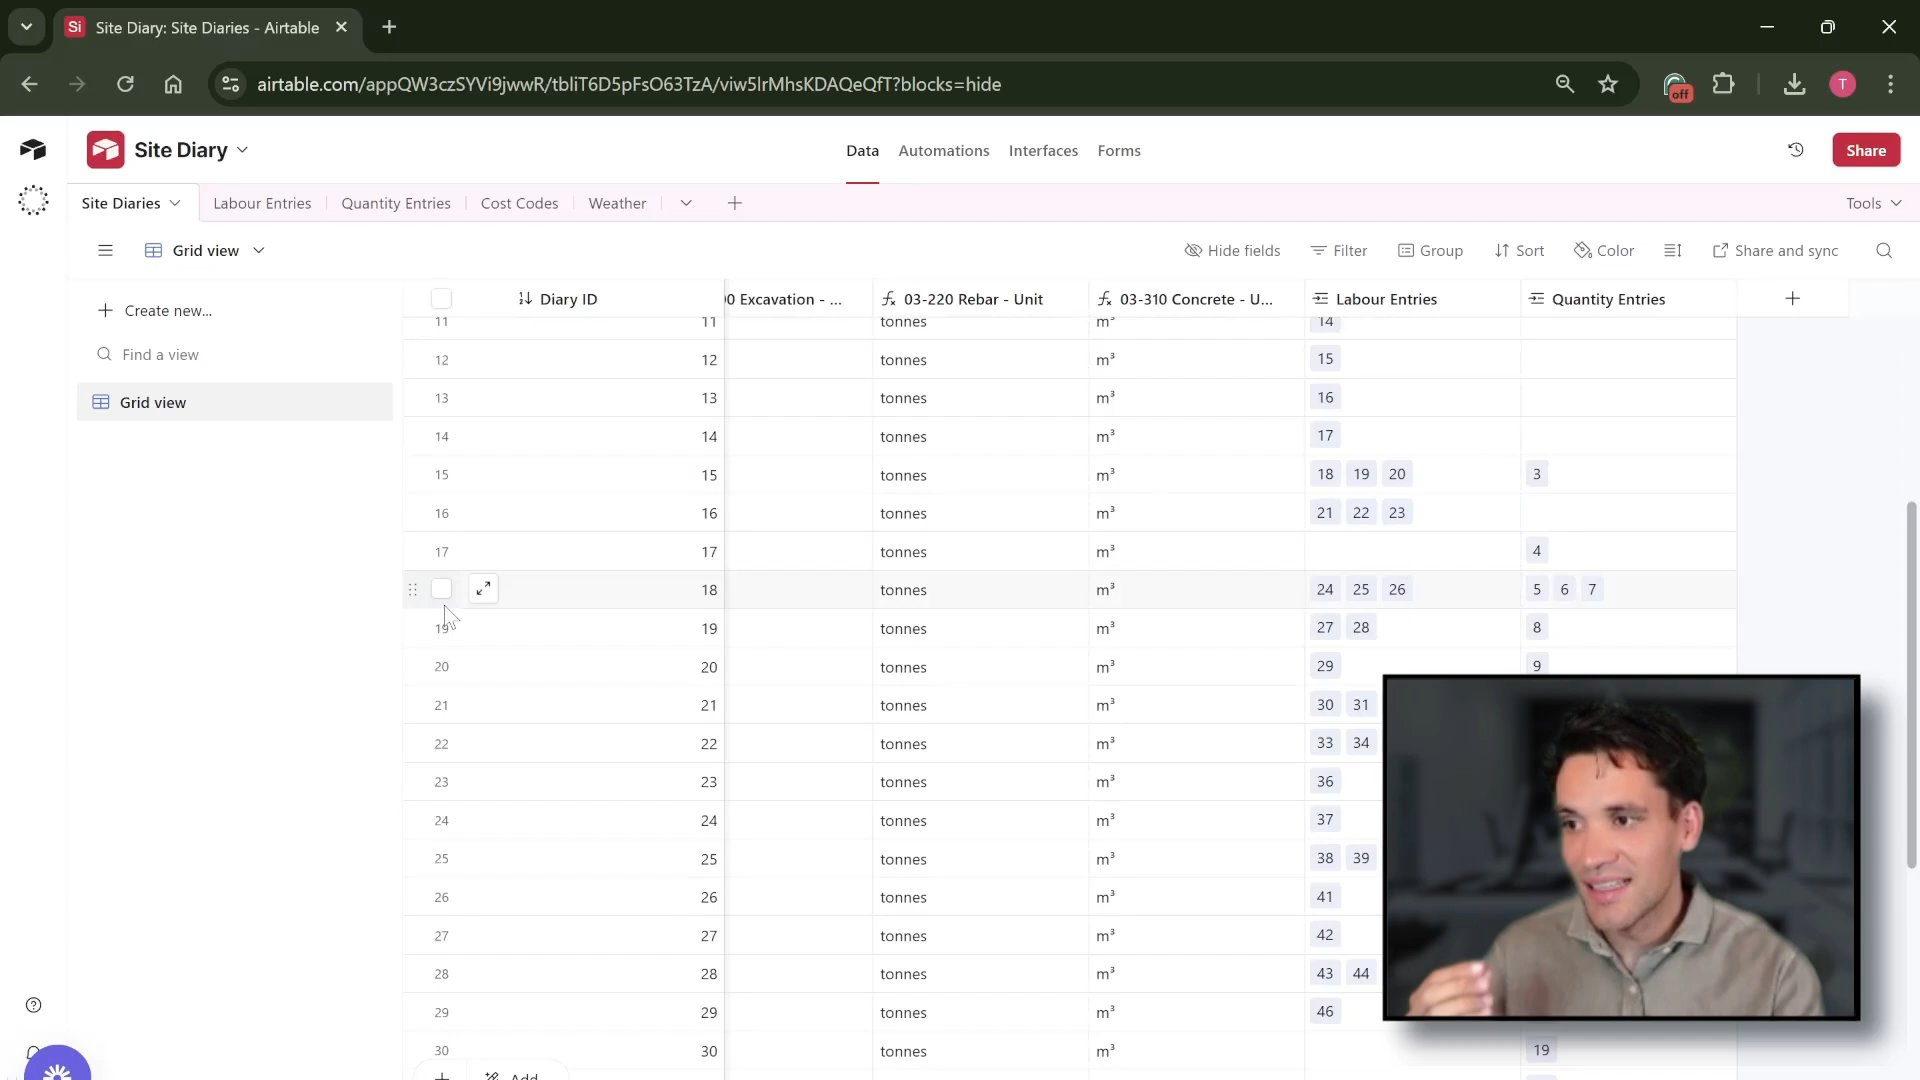 Si Site Diary: Site Diaries - Airtable
airtable.com/appQW3czSYVi9jwwR/tbliT6D5pFsO63TzA/viw5lrMhsKDAQeQfT?blocks=hide
off
T
Site Diary
Data Automations Interfaces Forms
Share
Site Diaries Labour Entries Quantity Entries Cost Codes Weather
Tools
Grid view
Hide fields Filter Group Sort Color Share and sync
Create new...
Find a view
Grid view
Diary ID 00 Excavation - ... 03-220 Rebar - Unit 03-310 Concrete - U... Labour Entries Quantity Entries
11 11 tonnes m³ 14
12 12 tonnes m³ 15
13 13 tonnes m³ 16
14 14 tonnes m³ 17
15 15 tonnes m³ 18 19 20 3
16 16 tonnes m³ 21 22 23
17 17 tonnes m³ 4
18 tonnes m³ 24 25 26 5 6 7
19 19 tonnes m³ 27 28 8
20 20 tonnes m³ 29 9
21 21 tonnes m³ 30 31
22 22 tonnes m³ 33 34
23 23 tonnes m³ 36
24 24 tonnes m³ 37
25 25 tonnes m³ 38 39
26 26 tonnes m³ 41
27 27 tonnes m³ 42
28 28 tonnes m³ 43 44
29 29 tonnes m³ 46
30 30 tonnes m³ 19
Add